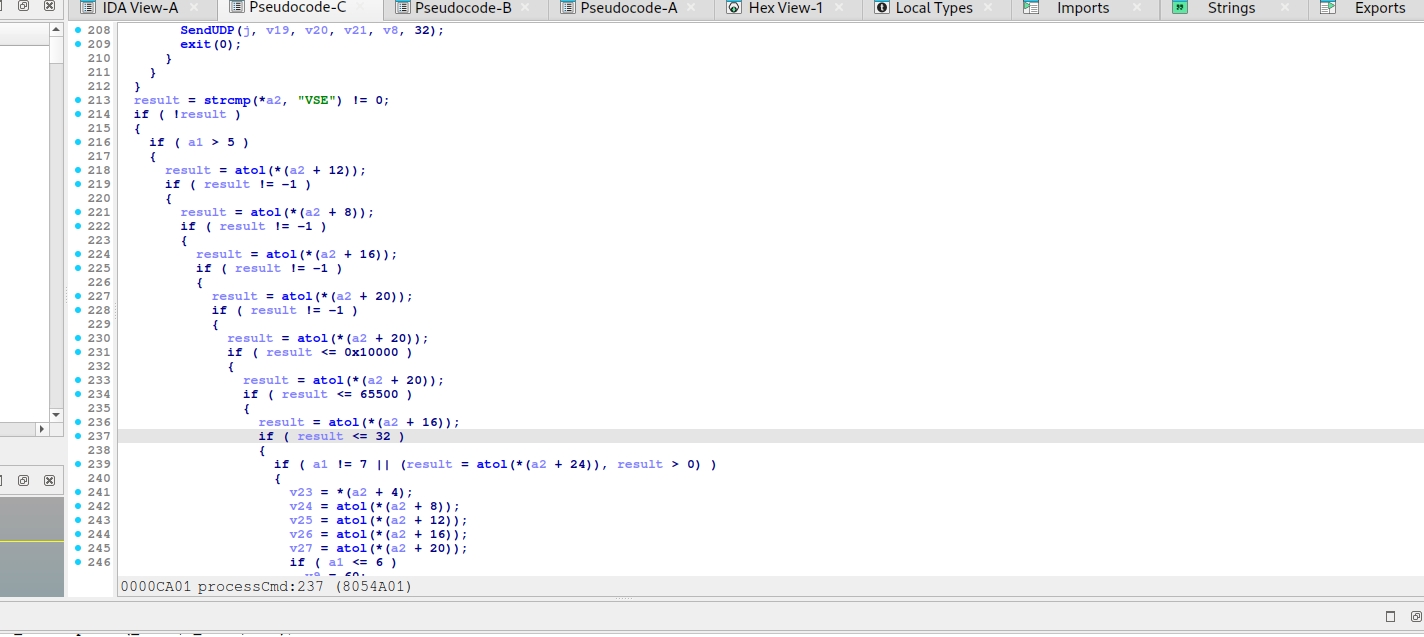 IDA View-A
Pseudocode-C
Pseudocode-B
Pseudocode-A
Hex View-1
Local Types
Imports
Strings
Exports
208 SendUDP(j, v19, v20, v21, v8, 32);
209 exit(0);
210 }
211 }
212 }
213 result = strcmp(*a2, "VSE") != 0;
214 if ( !result )
215 {
216 if ( a1 > 5 )
217 {
218 result = atol(*(a2 + 12));
219 if ( result != -1 )
220 {
221 result = atol(*(a2 + 8));
222 if ( result != -1 )
223 {
224 result = atol(*(a2 + 16));
225 if ( result != -1 )
226 {
227 result = atol(*(a2 + 20));
228 if ( result != -1 )
229 {
230 result = atol(*(a2 + 20));
231 if ( result <= 0x10000 )
232 {
233 result = atol(*(a2 + 20));
234 if ( result <= 65500 )
235 {
236 result = atol(*(a2 + 16));
237 if ( result <= 32 )
238 {
239 if ( a1 != 7 || (result = atol(*(a2 + 24)), result > 0) )
240 {
241 v23 = *(a2 + 4);
242 v24 = atol(*(a2 + 8));
243 v25 = atol(*(a2 + 12));
244 v26 = atol(*(a2 + 16));
245 v27 = atol(*(a2 + 20));
246 if ( a1 <= 6 )
0000CA01 processCmd:237 (8054A01)